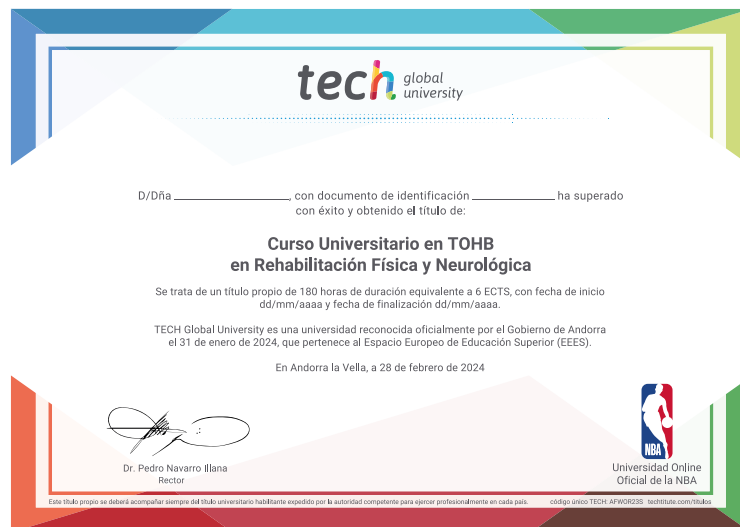 tech global university
D/Dña ________________, con documento de identificación ____________ ha superado
con éxito y obtenido el título de:
Curso Universitario en TOHB
en Rehabilitación Física y Neurológica
Se trata de un título propio de 180 horas de duración equivalente a 6 ECTS, con fecha de inicio
dd/mm/aaaa y fecha de finalización dd/mm/aaaa.
TECH Global University es una universidad reconocida oficialmente por el Gobierno de Andorra
el 31 de enero de 2024, que pertenece al Espacio Europeo de Educación Superior (EEES).
En Andorra la Vella, a 28 de febrero de 2024
Dr. Pedro Navarro Illana
Rector
NBA
Universidad Online
Oficial de la NBA
Este título propio se deberá acompañar siempre del título universitario habilitante expedido por la autoridad competente para ejercer profesionalmente en cada país. código único TECH: AFWOR23S techtitute.com/titulos